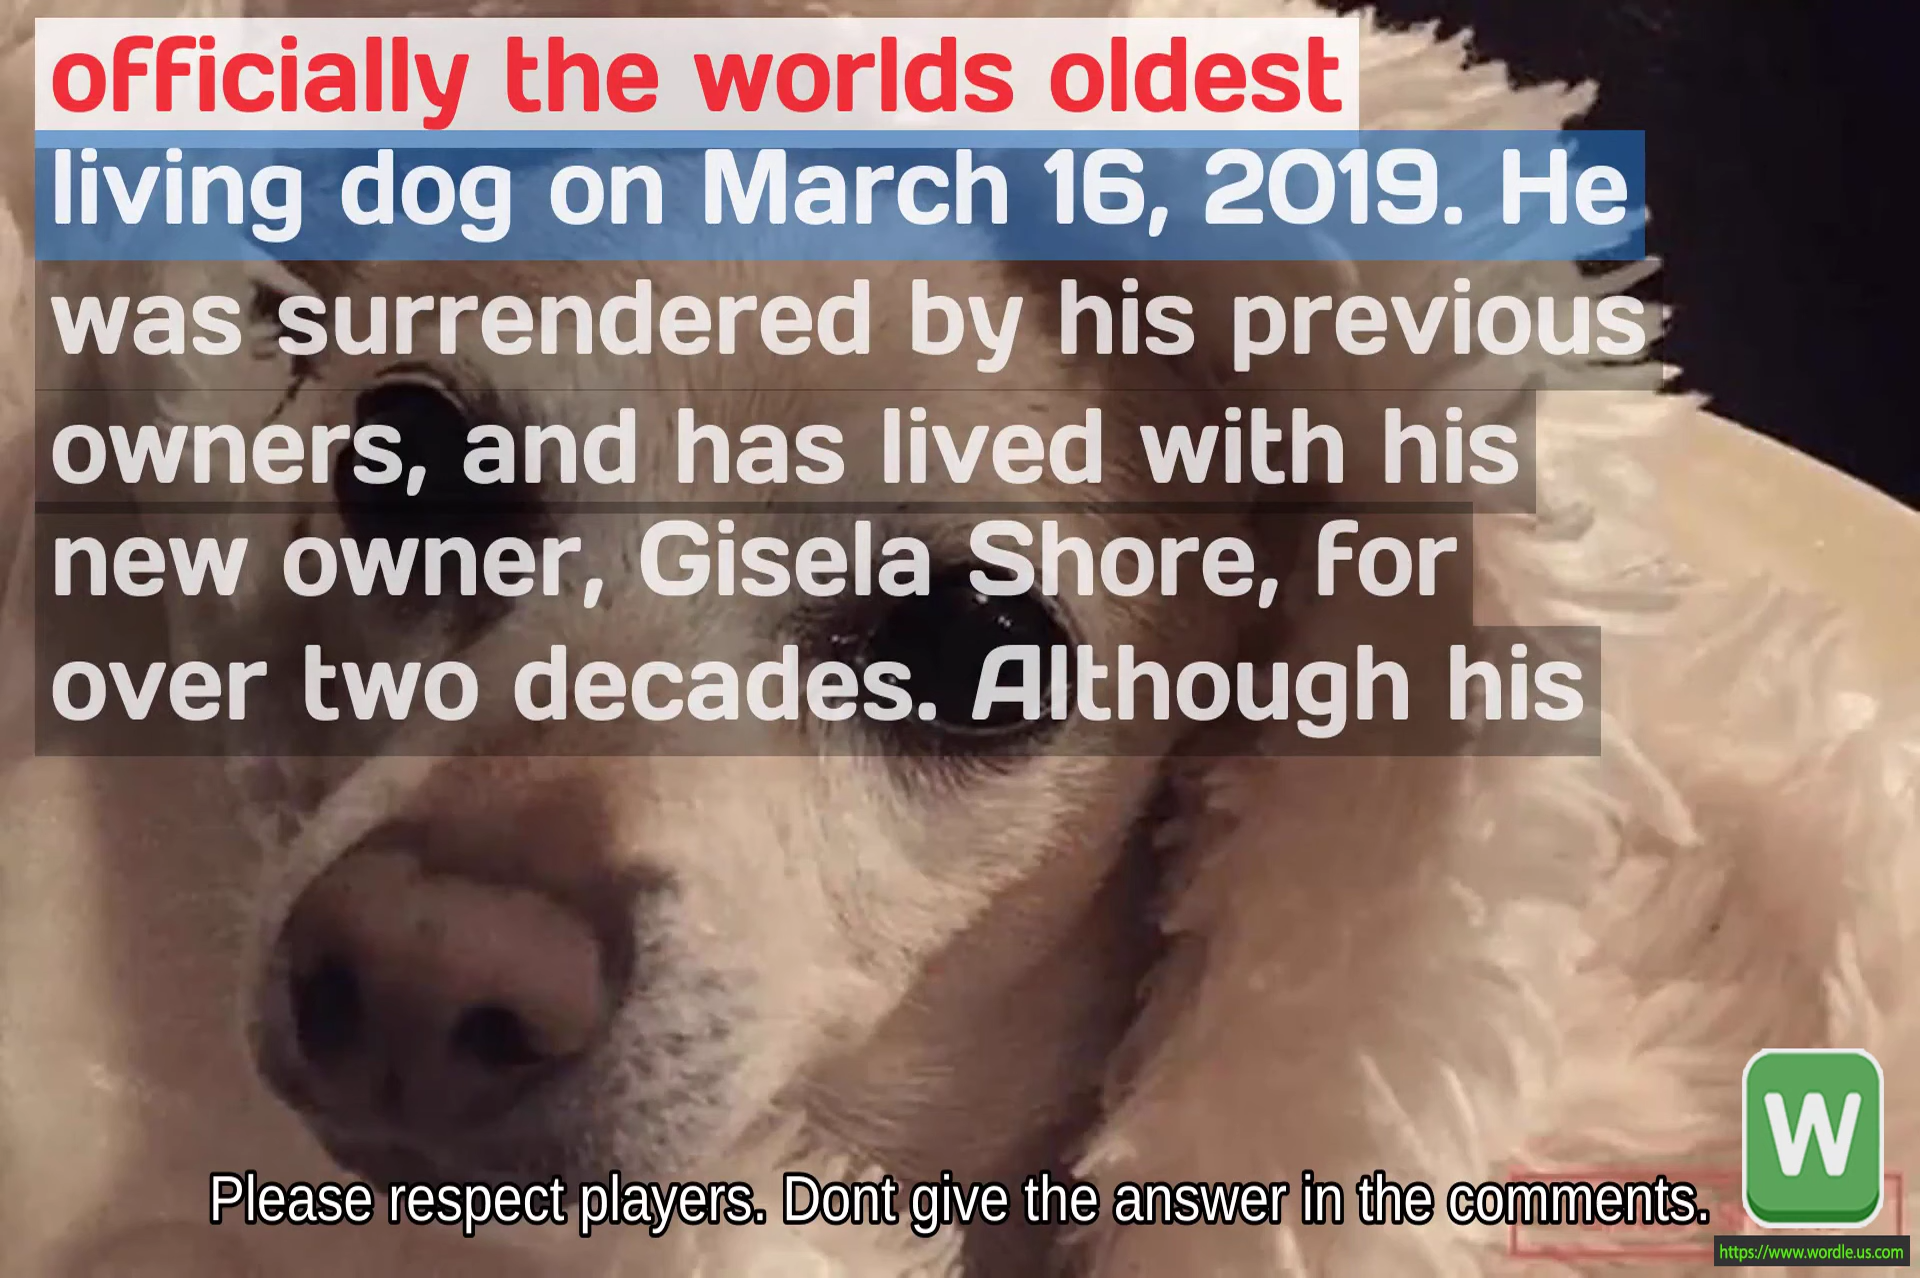 officially the worlds oldest
living dog on March 16, 2019. He
was surrendered by his previous
owners, and has lived with his
new owner, Gisela Shore, for
over two decades. Although his
Please respect players. Dont give the answer in the comments.
W
https://www.wordle.us.com